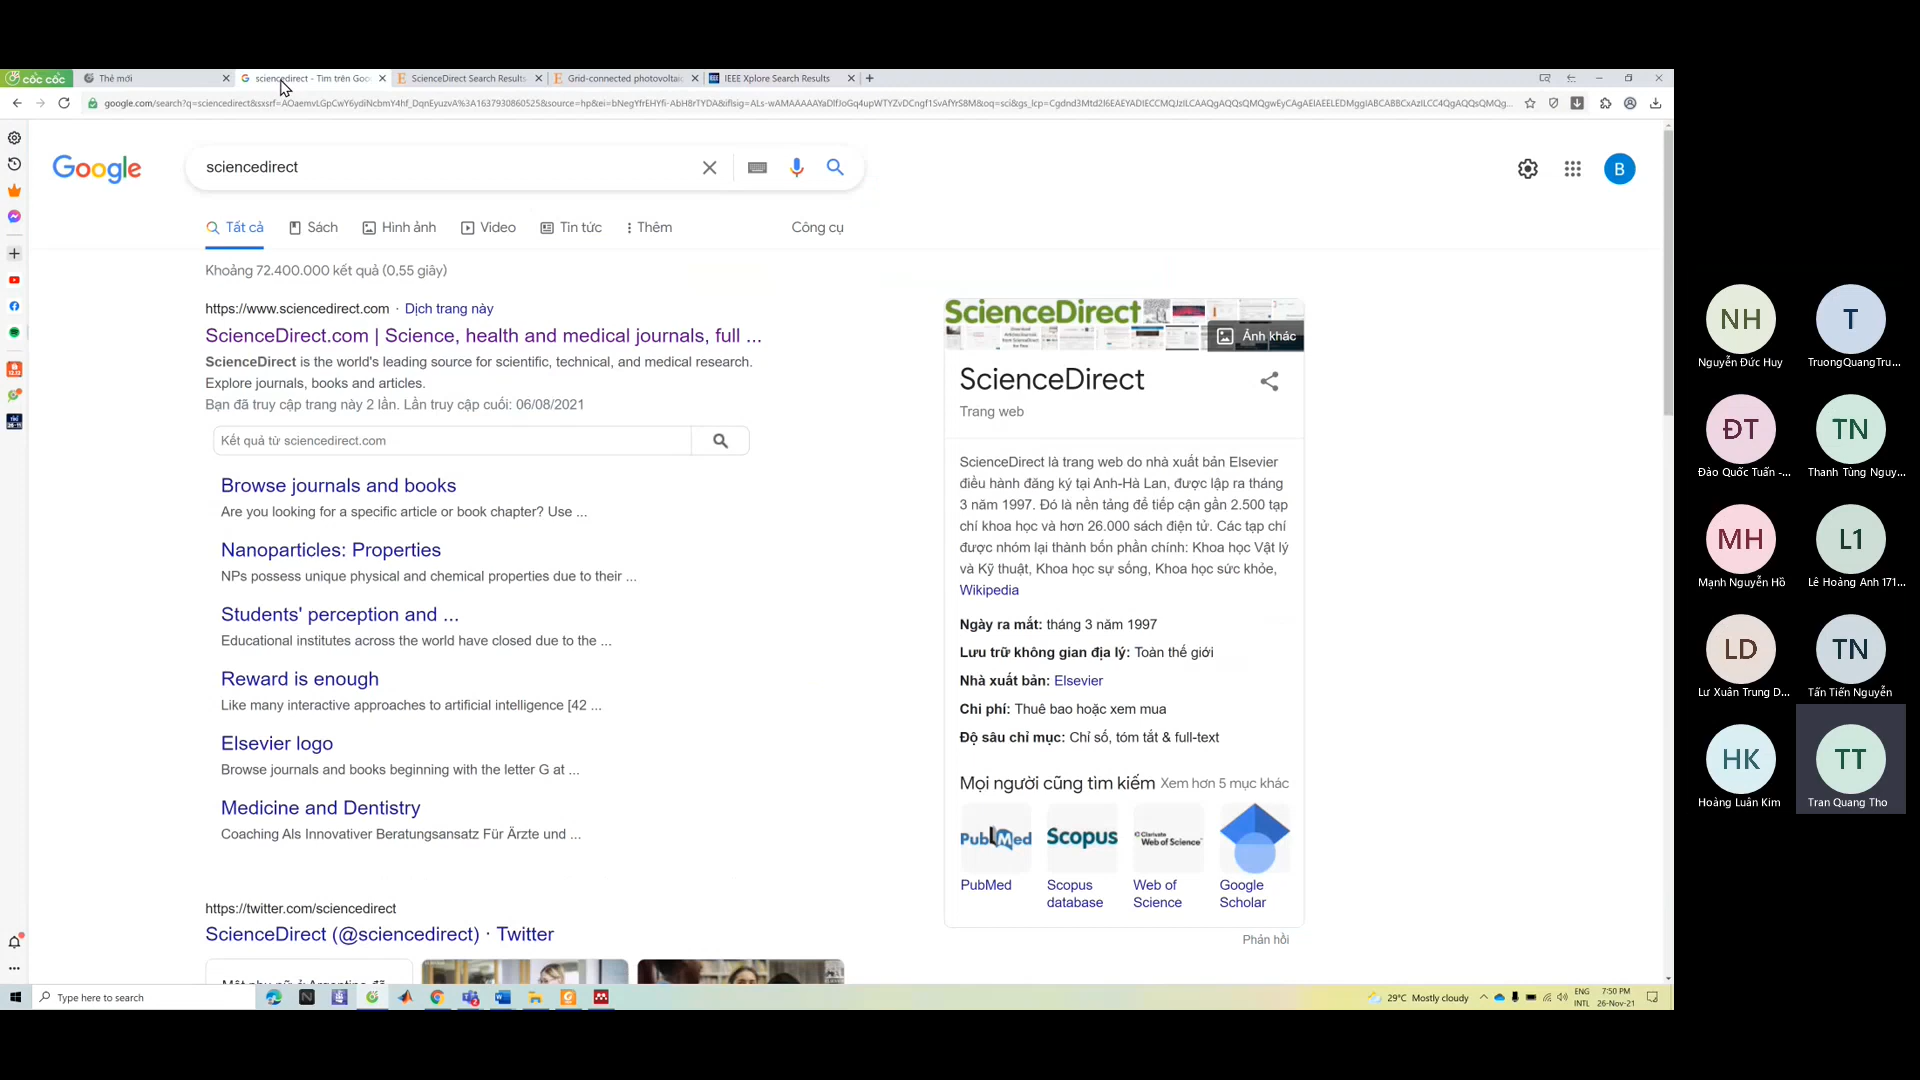 cốc cốc
Thẻ mới
sciencedirect - Tìm trên Goo
ScienceDirect Search Results
Grid-connected photovoltaic
IEEE Xplore Search Results
Google
sciencedirect
B
Tất cả
Sách
Hình ảnh
Video
Tin tức
Thêm
Công cụ
Khoảng 72.400.000 kết quả (0,55 giây)
https://www.sciencedirect.com · Dịch trang này
ScienceDirect.com | Science, health and medical journals, full ...
ScienceDirect is the world's leading source for scientific, technical, and medical research.
Explore journals, books and articles.
Bạn đã truy cập trang này 2 lần. Lần truy cập cuối: 06/08/2021
Kết quả từ sciencedirect.com
Browse journals and books
Are you looking for a specific article or book chapter? Use ...
Nanoparticles: Properties
NPs possess unique physical and chemical properties due to their ...
Students' perception and ...
Educational institutes across the world have closed due to the ...
Reward is enough
Like many interactive approaches to artificial intelligence [42 ...
Elsevier logo
Browse journals and books beginning with the letter G at ...
Medicine and Dentistry
Coaching Als Innovativer Beratungsansatz Für Ärzte und ...
https://twitter.com/sciencedirect
ScienceDirect (@sciencedirect) · Twitter
ScienceDirect
Ảnh khác
ScienceDirect
Trang web
ScienceDirect là trang web do nhà xuất bản Elsevier
điều hành đăng ký tại Anh-Hà Lan, được lập ra tháng
3 năm 1997. Đó là nền tảng để tiếp cận gần 2.500 tạp
chí khoa học và hơn 26.000 sách điện tử. Các tạp chí
được nhóm lại thành bốn phần chính: Khoa học Vật lý
và Kỹ thuật, Khoa học sự sống, Khoa học sức khỏe,
Wikipedia
Ngày ra mắt: tháng 3 năm 1997
Lưu trữ không gian địa lý: Toàn thế giới
Nhà xuất bản: Elsevier
Chi phí: Thuê bao hoặc xem mua
Độ sâu chỉ mục: Chỉ số, tóm tắt & full-text
Mọi người cũng tìm kiếm
Xem hơn 5 mục khác
PubMed
Scopus
Clarivate
Web of Science
PubMed
Scopus
database
Web of
Science
Google
Scholar
Phản hồi
Type here to search
29°C Mostly cloudy
ENG
INTL
7:50 PM
26-Nov-21
NH
Nguyễn Đức Huy
T
TruongQuangTru...
ĐT
Đào Quốc Tuấn -...
TN
Thanh Tùng Nguy...
MH
Mạnh Nguyễn Hồ
L1
Lê Hoảng Anh 171...
LD
Lư Xuân Trung D...
TN
Tấn Tiến Nguyễn
HK
Hoàng Luân Kim
TT
Tran Quang Tho